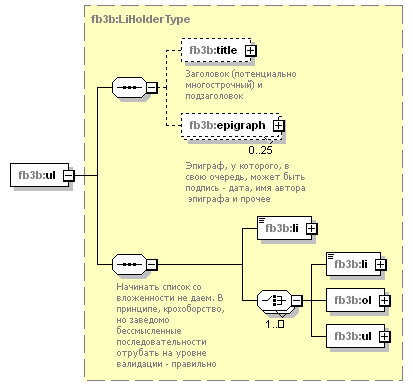 fb3b:LiHolderType
fb3b:title
Заголовок (потенциально
многострочный) и
подзаголовок
fb3b:epigraph
0..25
Эпиграф, у которого, в
свою очередь, может быть
подпись - дата, имя автора
эпиграфа и прочее
fb3b:ul
fb3b:li
Начинать список со
вложенности не даем. В
принципе, крохоборство,
но заведомо
бессмысленные
последовательности
отрубать на уровне
валидации - правильно
fb3b:li
fb3b:ol
fb3b:ul
1..0